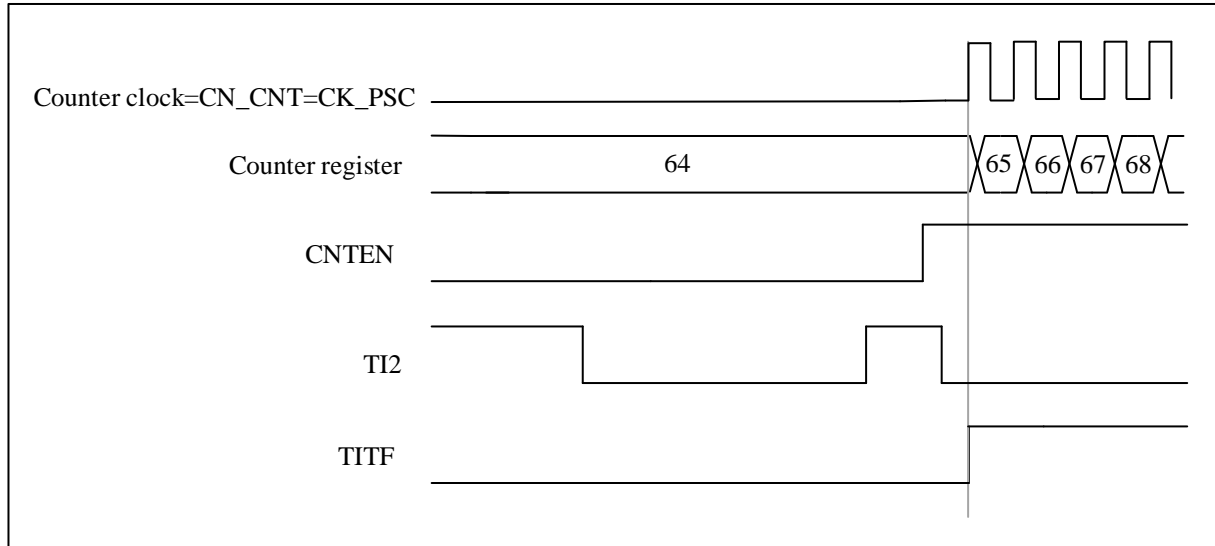 Counter clock=CN_CNT=CK_PSC
Counter register 64 65 66 67 68
CNTEN
TI2
TITF